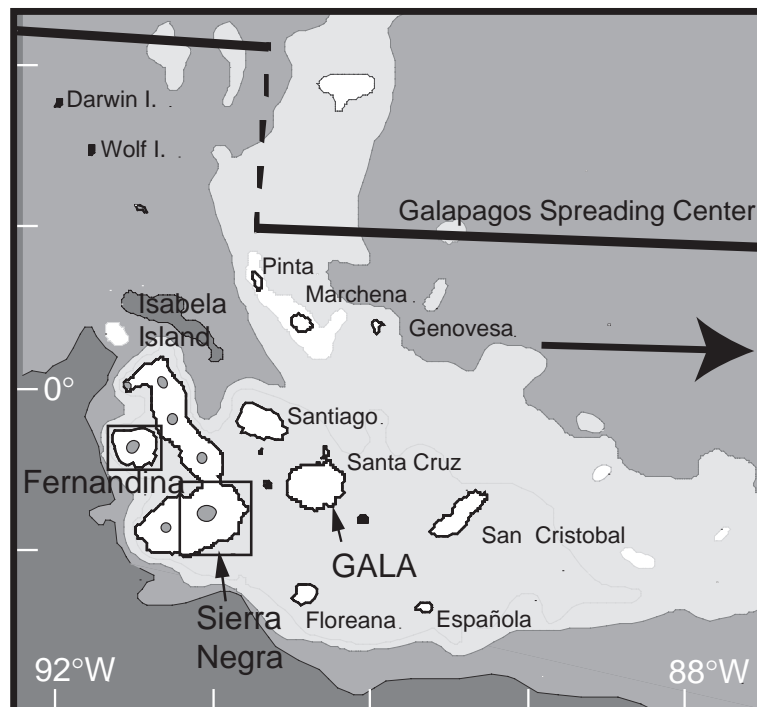 Darwin I.
Wolf I.
Galapagos Spreading Center
Pinta
Marchena
Isabela
Island
Genovesa
0°
Santiago
Santa Cruz
Fernandina
San Cristobal
GALA
Sierra
Negra
Floreana
Española
92°W
88°W